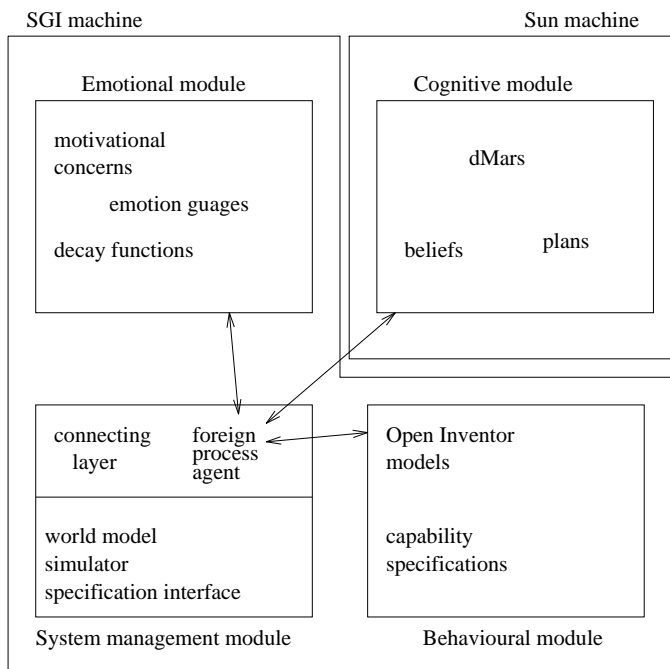 SGI machine
Sun machine
Emotional module
Cognitive module
motivational
concerns
emotion guages
decay functions
dMars
beliefs
plans
connecting
layer
foreign
process
agent
Open Inventor
models
world model
simulator
specification interface
capability
specifications
System management module
Behavioural module